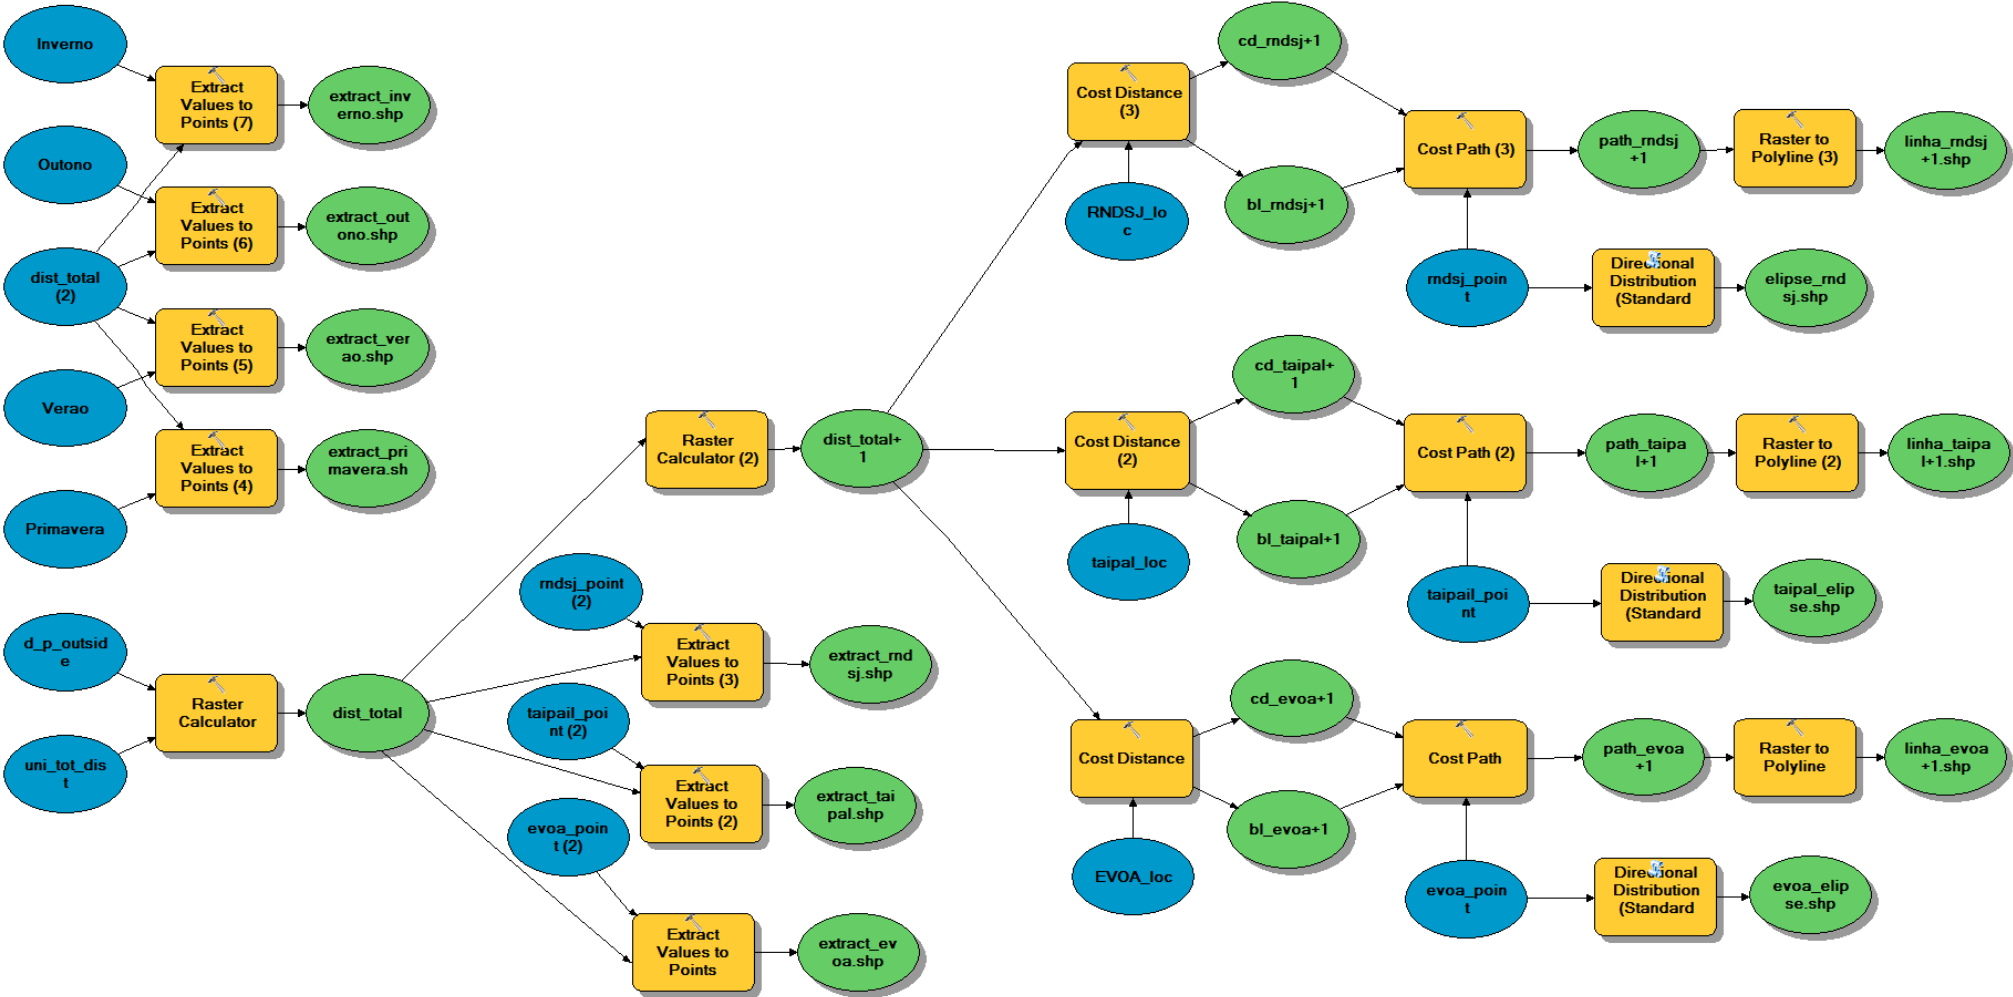 Inverno
Extract
Values to
Points (7)
extract_inv
erno.shp
Outono
Extract
Values to
Points (6)
extract_out
ono.shp
dist_total
(2)
Extract
Values to
Points (5)
extract_ver
ao.shp
Verao
Extract
Values to
Points (4)
extract_pri
mavera.sh
Primavera
d_p_outsid
e
Raster
Calculator
dist_total
uni_tot_dis
t
Raster
Calculator (2)
dist_total+
1
rndsj_point
(2)
Extract
Values to
Points (3)
extract_rnd
sj.shp
taipail_poi
nt (2)
Extract
Values to
Points (2)
extract_tai
pal.shp
evoa_poin
t (2)
Extract
Values to
Points
extract_ev
oa.shp
cd_rndsj+1
Cost Distance
(3)
Cost Path (3)
path_rndsj
+1
Raster to
Polyline (3)
linha_rndsj
+1.shp
RNDSJ_lo
c
bl_rndsj+1
rndsj_poin
t
Directional
Distribution
(Standard
elipse_rnd
sj.shp
cd_taipal+
1
Cost Distance
(2)
Cost Path (2)
path_taipa
l+1
Raster to
Polyline (2)
linha_taipa
l+1.shp
taipal_loc
bl_taipal+1
taipail_poi
nt
Directional
Distribution
(Standard
taipal_elip
se.shp
cd_evoa+1
Cost Distance
Cost Path
path_evoa
+1
Raster to
Polyline
linha_evoa
+1.shp
bl_evoa+1
EVOA_loc
evoa_poin
t
Directional
Distribution
(Standard
evoa_elip
se.shp